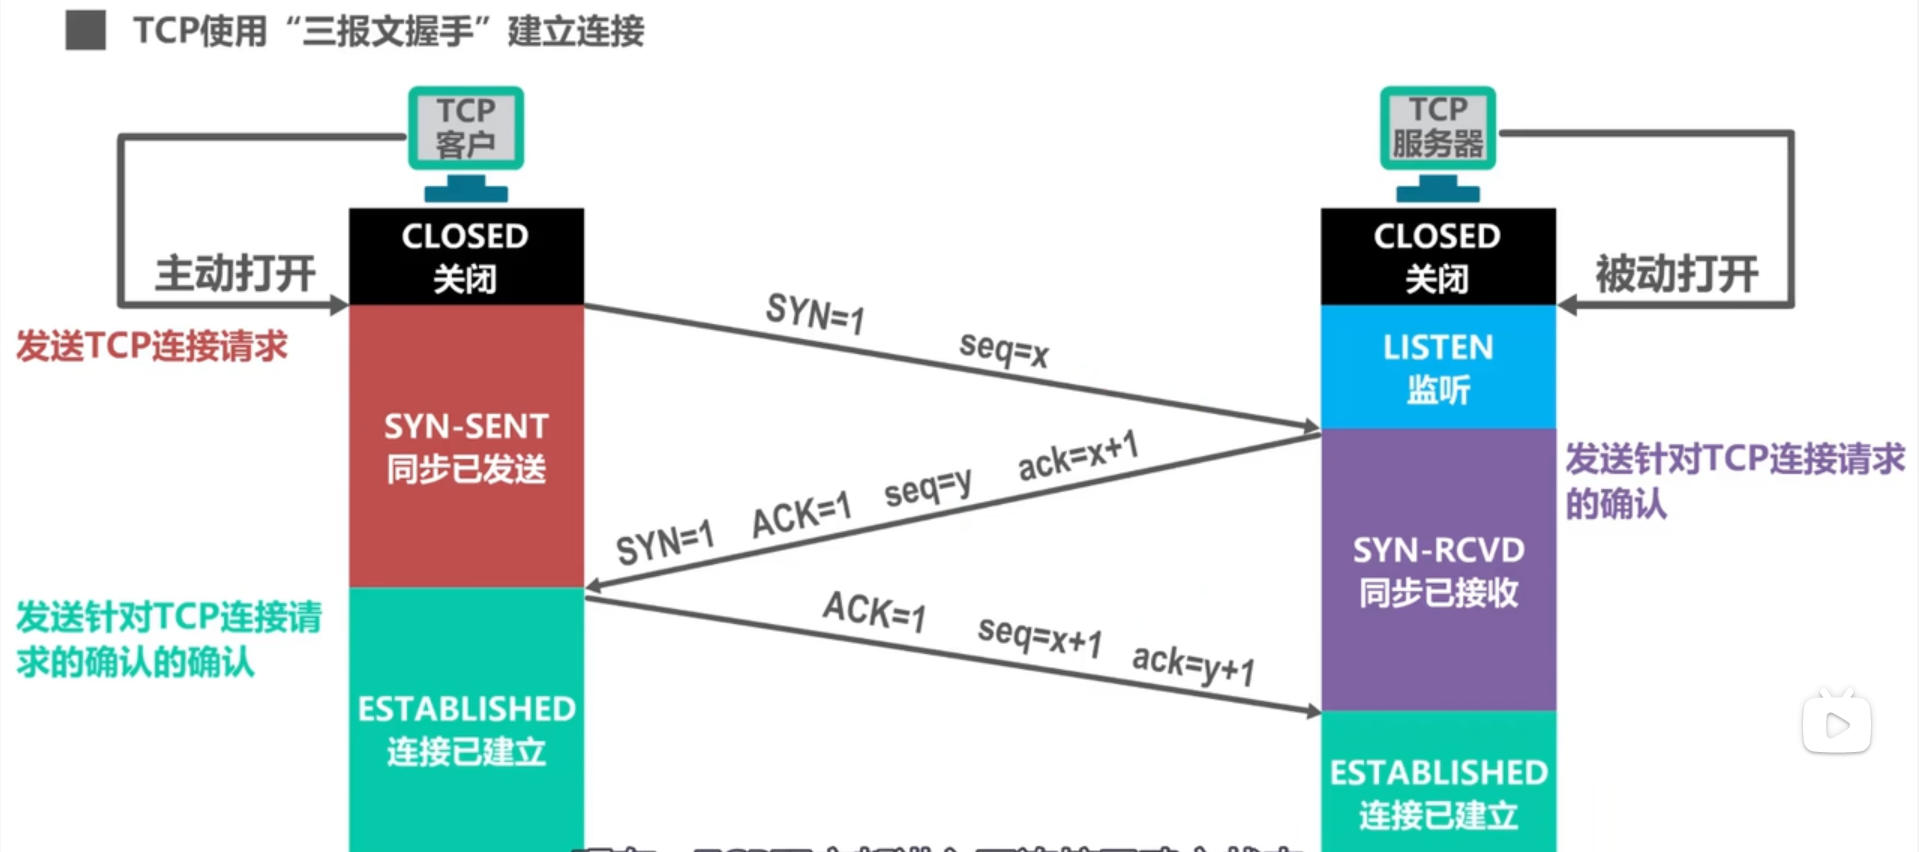 TCP使用“三报文握手”建立连接
TCP
客户
TCP
服务器
CLOSED
关闭
CLOSED
关闭
主动打开
被动打开
发送TCP连接请求
SYN=1 seq=x
LISTEN
监听
SYN-SENT
同步已发送
SYN=1 ACK=1 seq=y ack=x+1
发送针对TCP连接请求
的确认
SYN-RCVD
同步已接收
发送针对TCP连接请
求的确认的确认
ACK=1 seq=x+1 ack=y+1
ESTABLISHED
连接已建立
ESTABLISHED
连接已建立